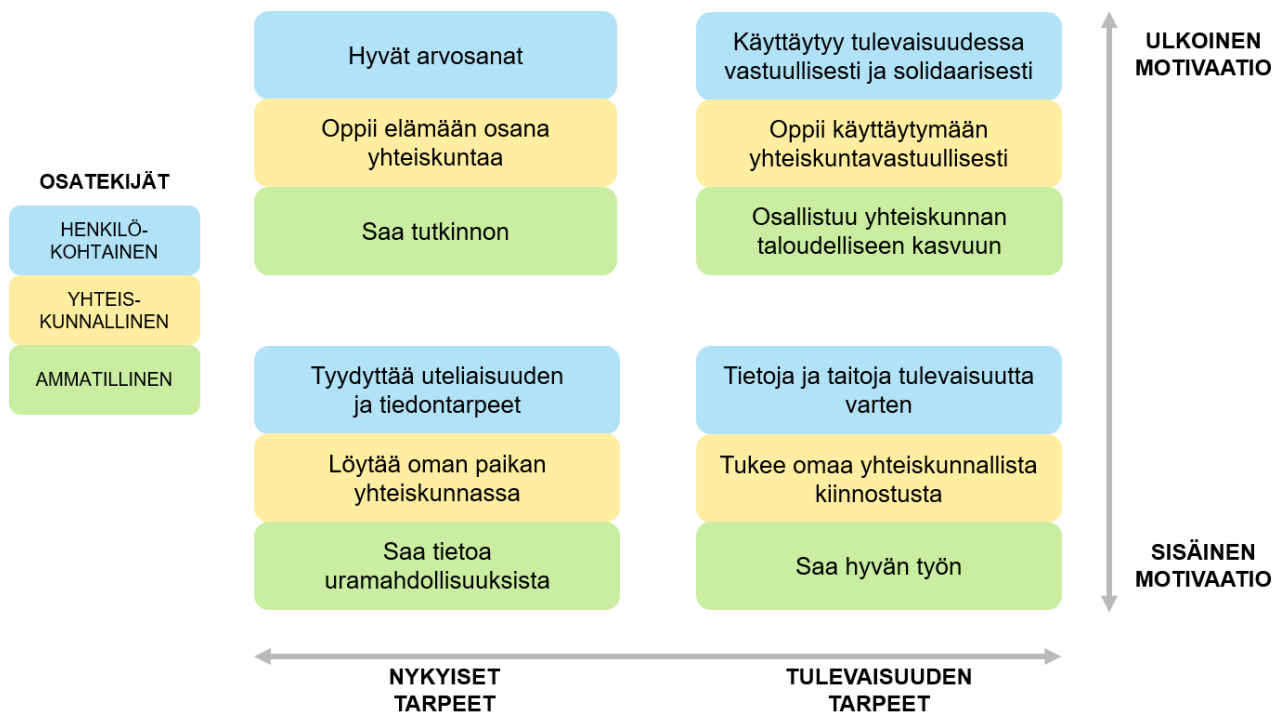 Hyvät arvosanat
Oppii elämään osana
yhteiskuntaa
Saa tutkinnon
Käyttäytyy tulevaisuudessa
vastuullisesti ja solidaarisesti
Oppii käyttäytymään
yhteiskuntavastuullisesti
Osallistuu yhteiskunnan
taloudelliseen kasvuun
ULKOINEN
MOTIVAATIO
OSATEKIJÄT
HENKILÖ-
KOHTAINEN
YHTEIS-
KUNNALLINEN
AMMATILLINEN
Tyydyttää uteliaisuuden
ja tiedontarpeet
Löytää oman paikan
yhteiskunnassa
Saa tietoa
uramahdollisuuksista
Tietoja ja taitoja tulevaisuutta
varten
Tukee omaa yhteiskunnallista
kiinnostusta
Saa hyvän työn
SISÄINEN
MOTIVAATIO
NYKYISET
TARPEET
TULEVAISUUDEN
TARPEET